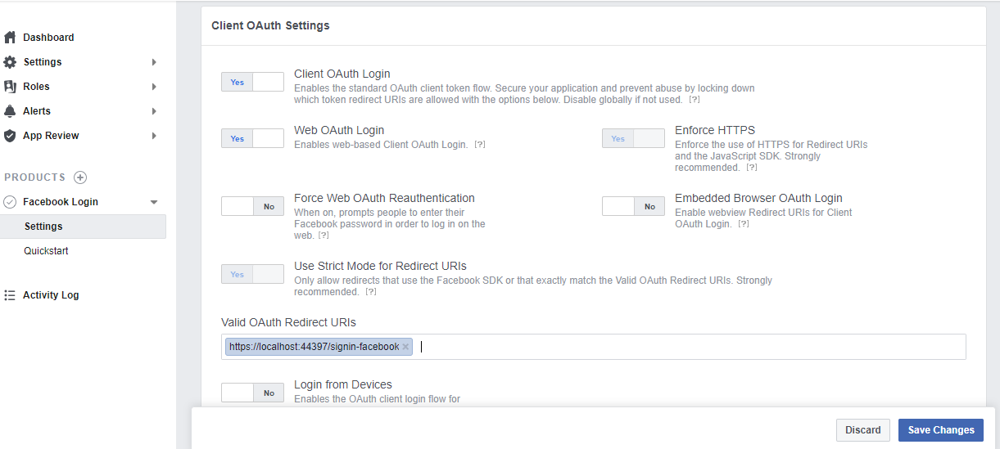 Dashboard
Settings
Roles
Alerts
App Review
PRODUCTS
Facebook Login
Settings
Quickstart
Activity Log
Client OAuth Settings
Yes
Client OAuth Login
Enables the standard OAuth client token flow. Secure your application and prevent abuse by locking down
which token redirect URIs are allowed with the options below. Disable globally if not used. [?]
Yes
Web OAuth Login
Enables web-based Client OAuth Login. [?]
Yes
Enforce HTTPS
Enforce the use of HTTPS for Redirect URIs
and the JavaScript SDK. Strongly
recommended. [?]
No
Force Web OAuth Reauthentication
When on, prompts people to enter their
Facebook password in order to log in on the
web. [?]
No
Embedded Browser OAuth Login
Enable webview Redirect URIs for Client
OAuth Login. [?]
Yes
Use Strict Mode for Redirect URIs
Only allow redirects that use the Facebook SDK or that exactly match the Valid OAuth Redirect URIs. Strongly
recommended. [?]
Valid OAuth Redirect URIs
https://localhost:44397/signin-facebook
No
Login from Devices
Enables the OAuth client login flow for
Discard
Save Changes